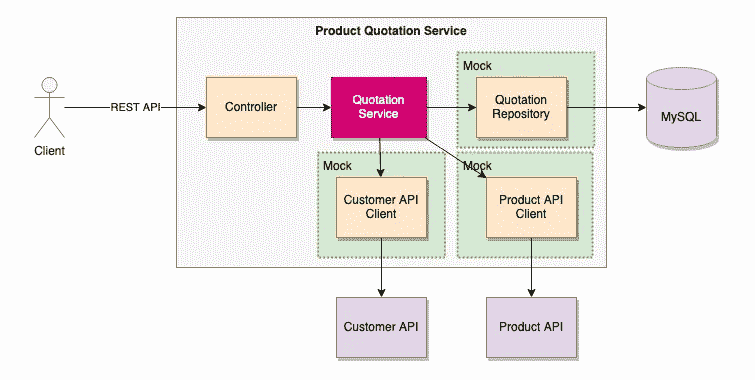 Product Quotation Service
Mock
REST API
Controller
Quotation
Service
Quotation
Repository
MySQL
Client
Mock
Mock
Customer API
Client
Product API
Client
Customer API
Product API